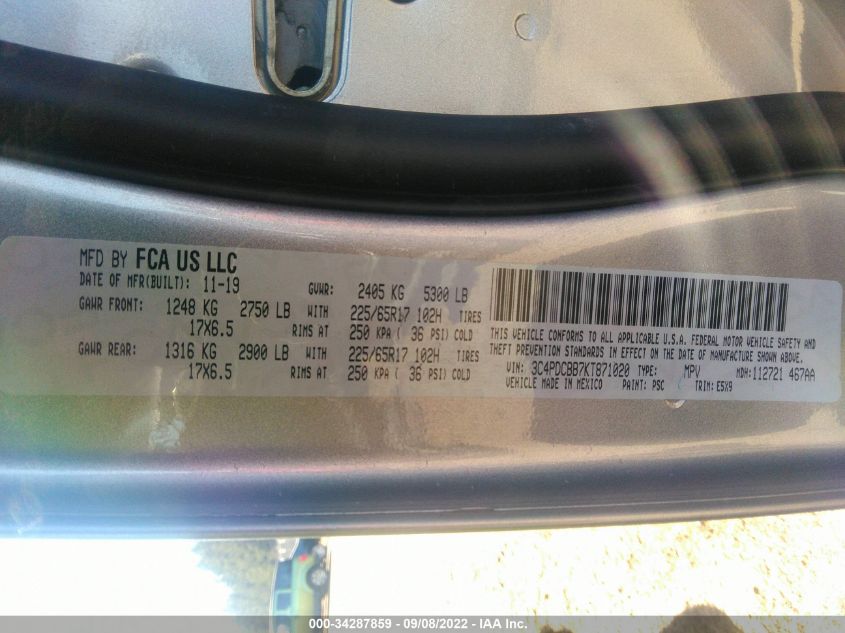 MFD BY FCA US LLC
DATE OF MFR(BUILT): 11-19 GVWR: 2405 KG 5300 LB
GAWR FRONT: 1248 KG 2750 LB WITH 225/65R17 102H TIRES
17X6.5 RIMS AT 250 KPA ( 36 PSI) COLD
GAWR REAR: 1316 KG 2900 LB WITH 225/65R17 102H TIRES
17X6.5 RIMS AT 250 KPA ( 36 PSI) COLD
THIS VEHICLE CONFORMS TO ALL APPLICABLE U.S.A. FEDERAL MOTOR VEHICLE SAFETY AND
THEFT PREVENTION STANDARDS IN EFFECT ON THE DATE OF MANUFACTURE SHOWN ABOVE.
VIN: 3C4PDCBB7KT871020 TYPE: MPV MDH: 112721 467AA
VEHICLE MADE IN MEXICO PAINT: PSC TRIM: E5X9
000-34287859 - 09/08/2022 - IAA Inc.